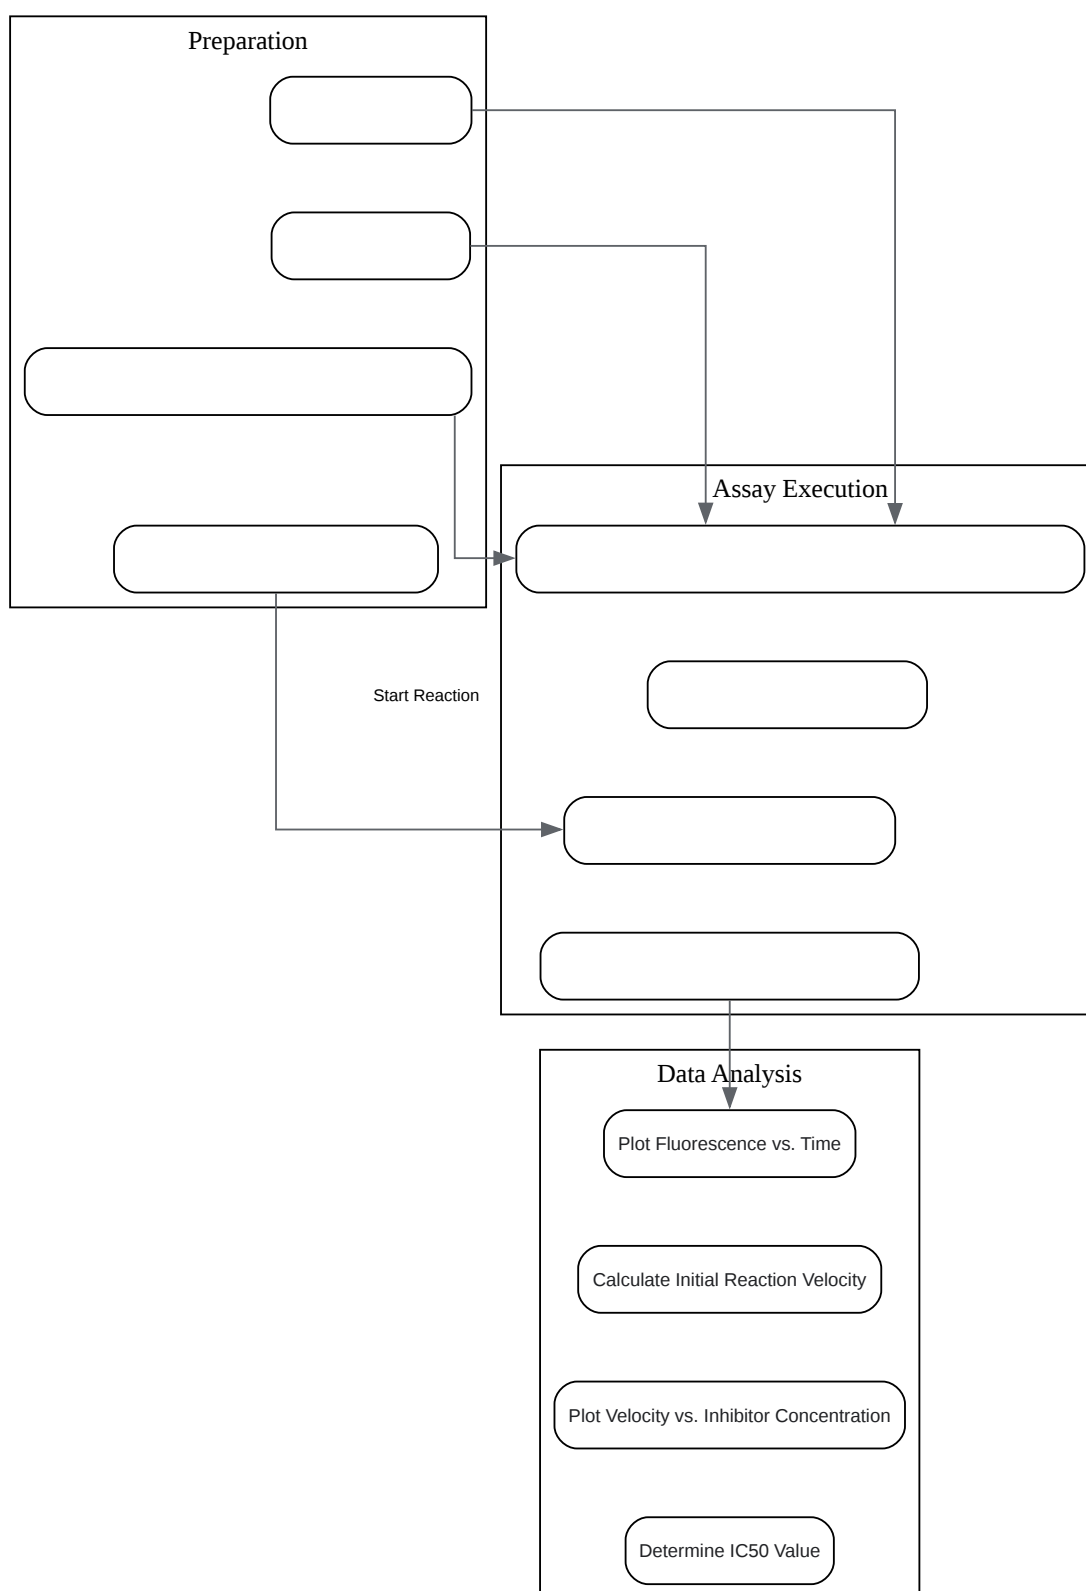 Preparation
Assay Execution
Start Reaction
Data Analysis
Plot Fluorescence vs. Time
Calculate Initial Reaction Velocity
Plot Velocity vs. Inhibitor Concentration
Determine IC50 Value